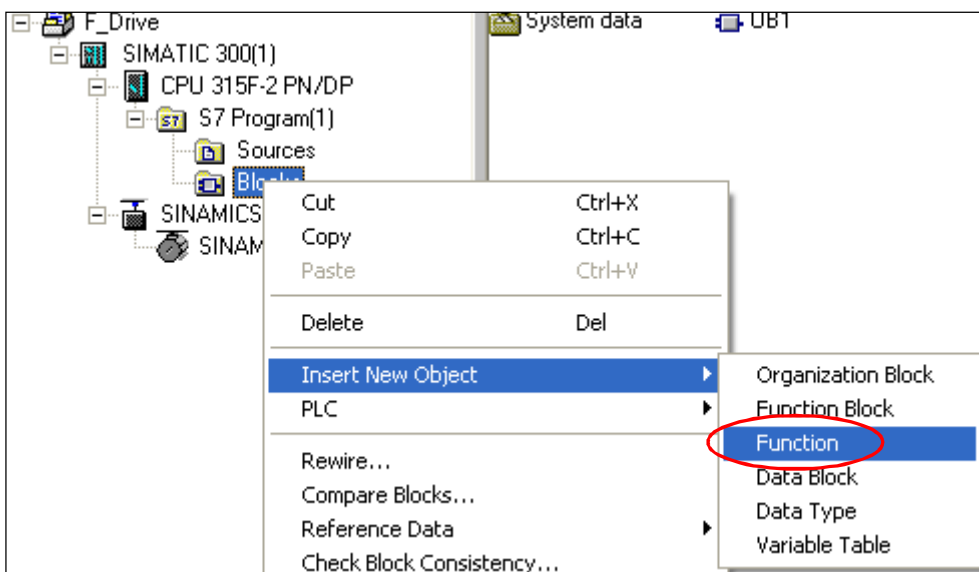 F_Drive
SIMATIC 300(1)
CPU 315F-2 PN/DP
S7 Program(1)
Sources
SINAMICS
System data
OB1
Cut Ctrl+X
Copy Ctrl+C
Paste Ctrl+V
Delete Del
Insert New Object
PLC
Rewire...
Compare Blocks...
Reference Data
Check Block Consistency...
Organization Block
Function Block
Function
Data Block
Data Type
Variable Table